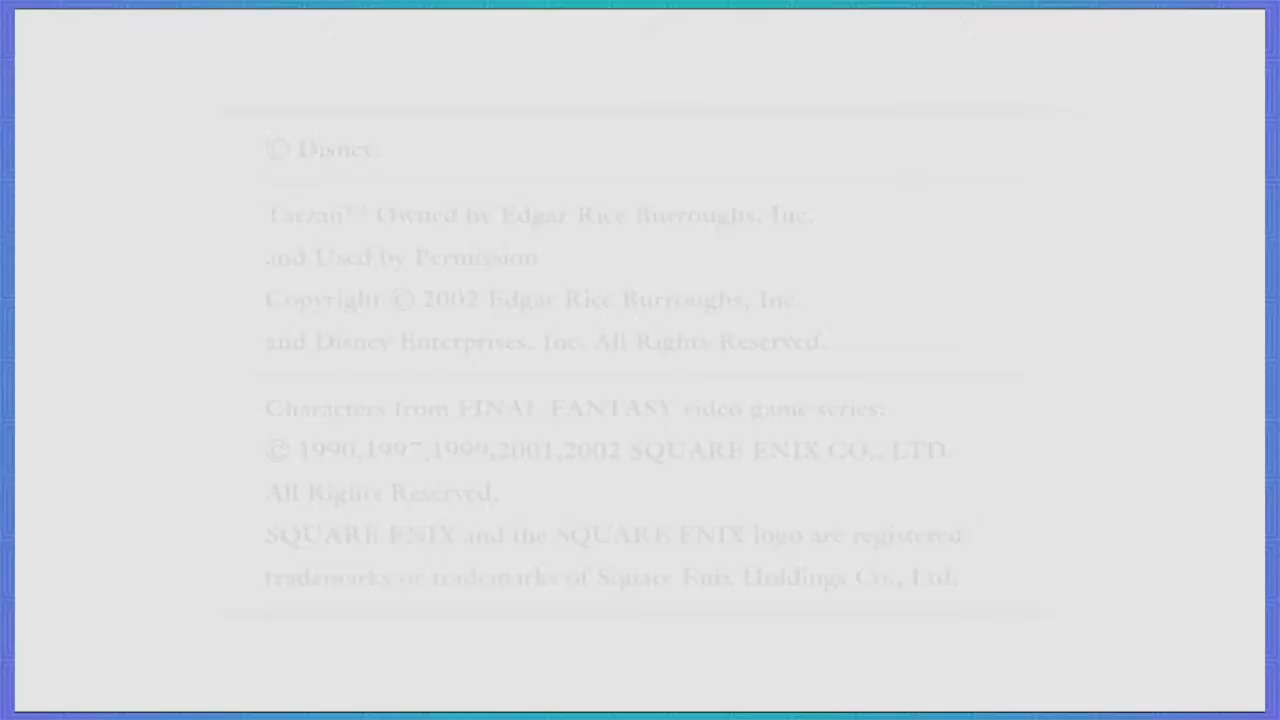 © Disney.
Tarzan™ Owned by Edgar Rice Burroughs, Inc.
and Used by Permission
Copyright © 2002 Edgar Rice Burroughs, Inc.
and Disney Enterprises, Inc. All Rights Reserved.
Characters from FINAL FANTASY video game series:
© 1990,1997,1999,2001,2002 SQUARE ENIX CO., LTD.
All Rights Reserved.
SQUARE ENIX and the SQUARE ENIX logo are registered
trademarks or trademarks of Square Enix Holdings Co., Ltd.